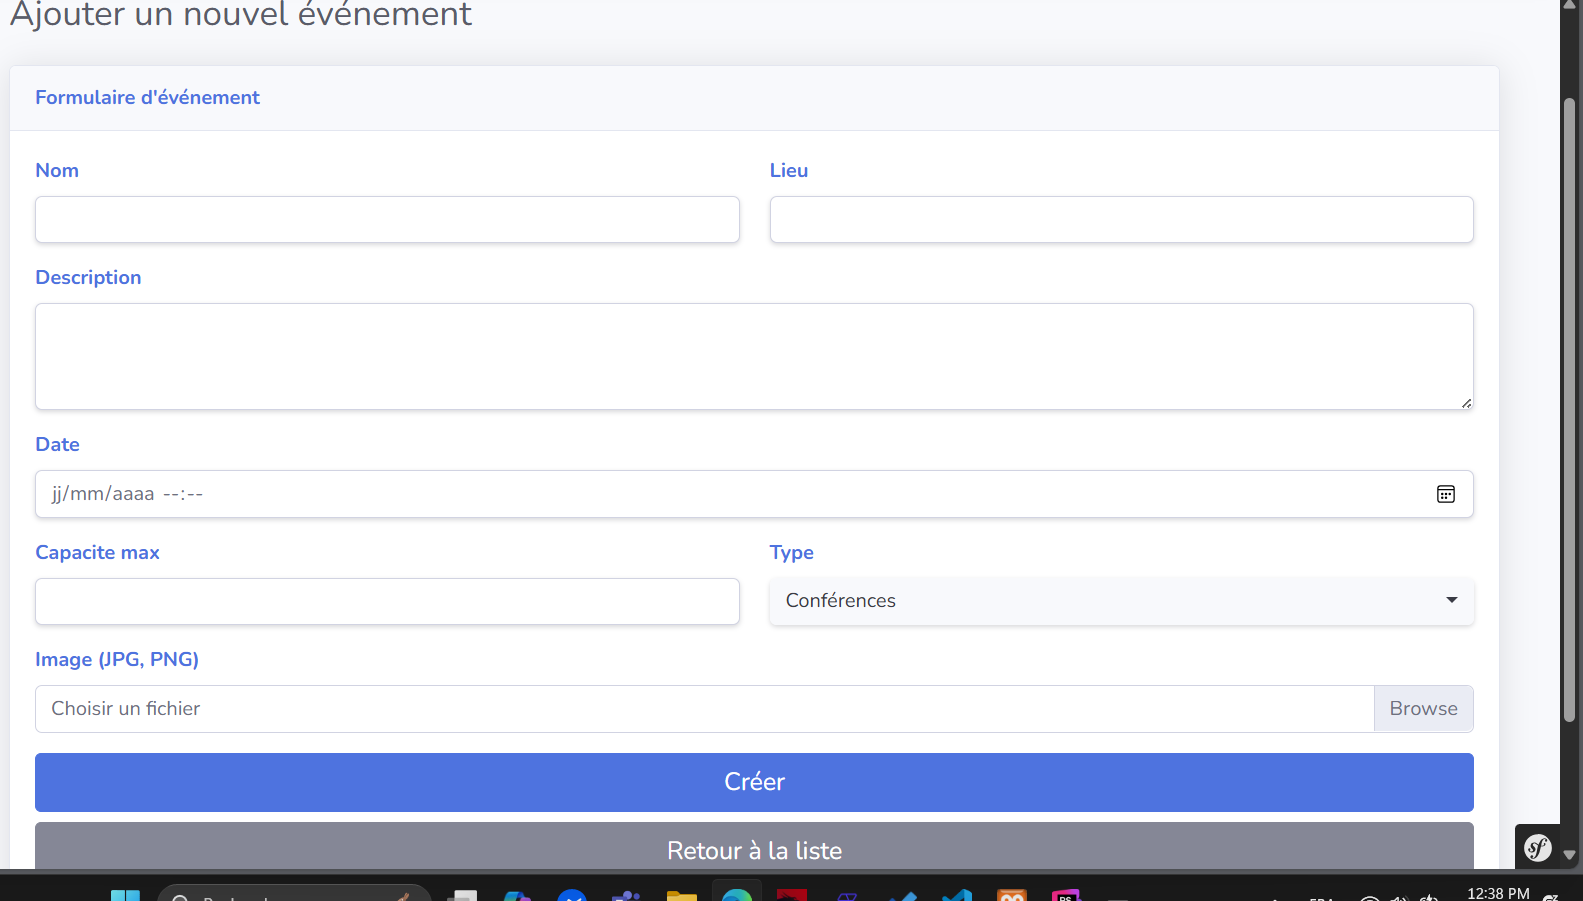 Ajouter un nouvel événement
Formulaire d'événement
Nom
Lieu
Description
Date
jj/mm/aaaa --:--
Capacite max
Type
Conférences
Image (JPG, PNG)
Choisir un fichier
Browse
Créer
Retour à la liste
sf
12:38 PM